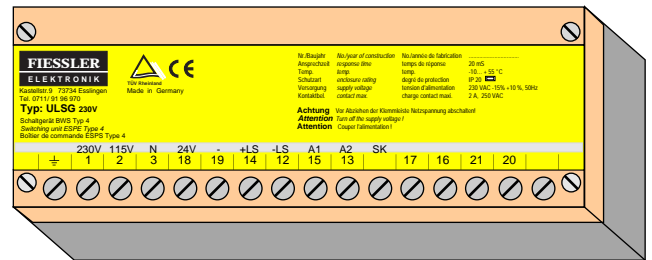 FIESSLER
ELEKTRONIK
Kastellstr.9 73734 Esslingen
Tel. 0711/ 91 96 970
TÜV Rheinland
Made in Germany
CE
Typ: ULSG 230V
Schaltgerät BWS Typ 4
Switching unit ESPE Type 4
Boîtier de commande ESPS Type 4
Nr./Baujahr No./year of construction No./année de fabrication ..............................
Ansprechzeit response time temps de réponse 20 mS
Temp. temp. temp. -10... + 55 °C
Schutzart enclosure rating degré de protection IP 20
Versorgung supply voltage tension d'alimentation 230 VAC -15% +10 %, 50Hz
Kontaktbel. contact max. charge contact maxi. 2 A, 250 VAC
Achtung Vor Abziehen der Klemmleiste Netzspannung abschalten!
Attention Turn off the supply voltage !
Attention Couper l'alimentation !
230V 115V N 24V - +LS -LS A1 A2 SK
1 2 3 18 19 14 12 15 13 17 16 21 20